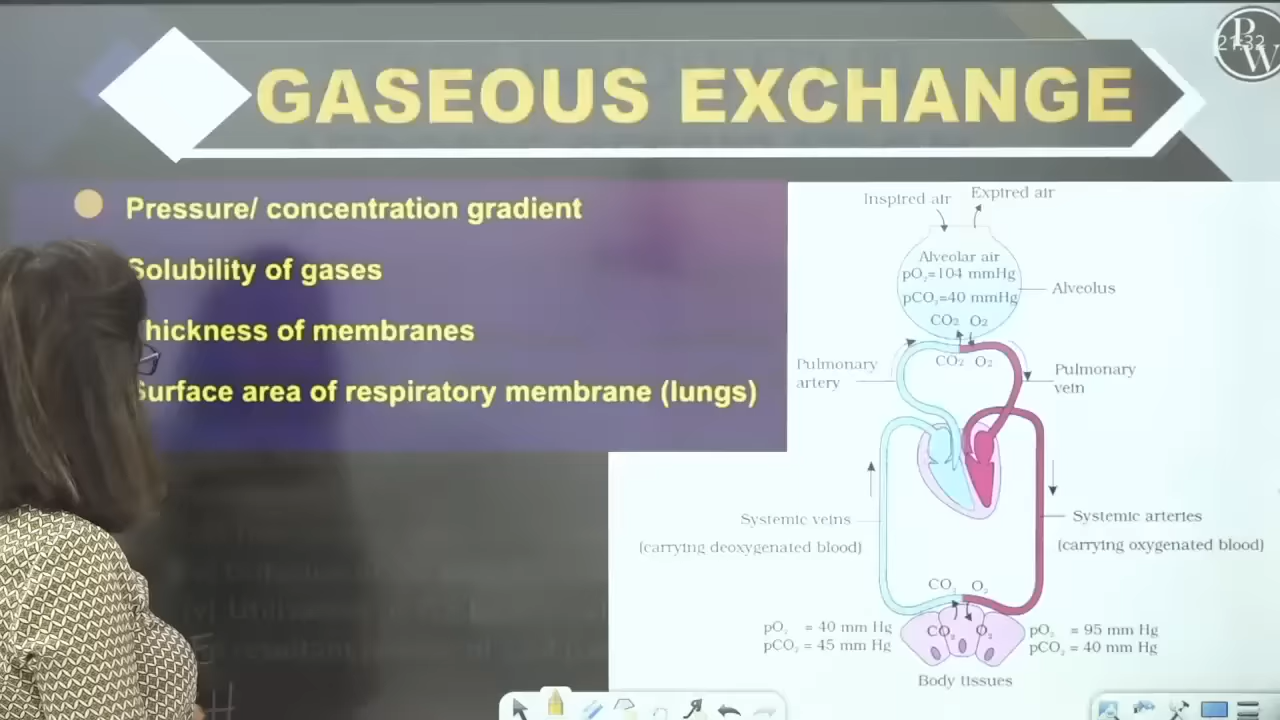 GASEOUS EXCHANGE
P
W
21:32
Pressure/ concentration gradient
Solubility of gases
hickness of membranes
Surface area of respiratory membrane (lungs)
Inspired air
Expired air
Alveolar air
pO₂=104 mmHg
pCO₂=40 mmHg
Alveolus
CO₂ O₂
CO₂ O₂
Pulmonary
artery
Pulmonary
vein
Systemic veins
(carrying deoxygenated blood)
Systemic arteries
(carrying oxygenated blood)
CO₂ O₂
CO₂ O₂
pO₂ = 40 mm Hg
pCO₂ = 45 mm Hg
pO₂ = 95 mm Hg
pCO₂ = 40 mm Hg
Body tissues